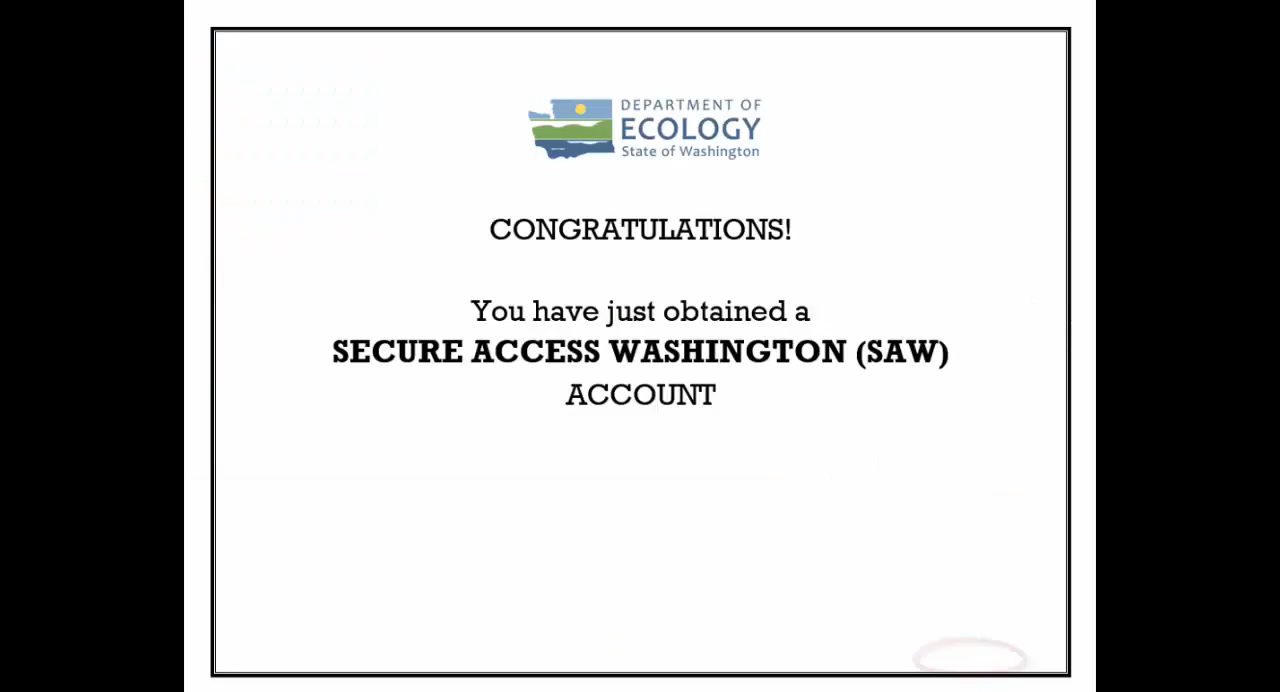 DEPARTMENT OF
ECOLOGY
State of Washington
CONGRATULATIONS!
You have just obtained a
SECURE ACCESS WASHINGTON (SAW)
ACCOUNT